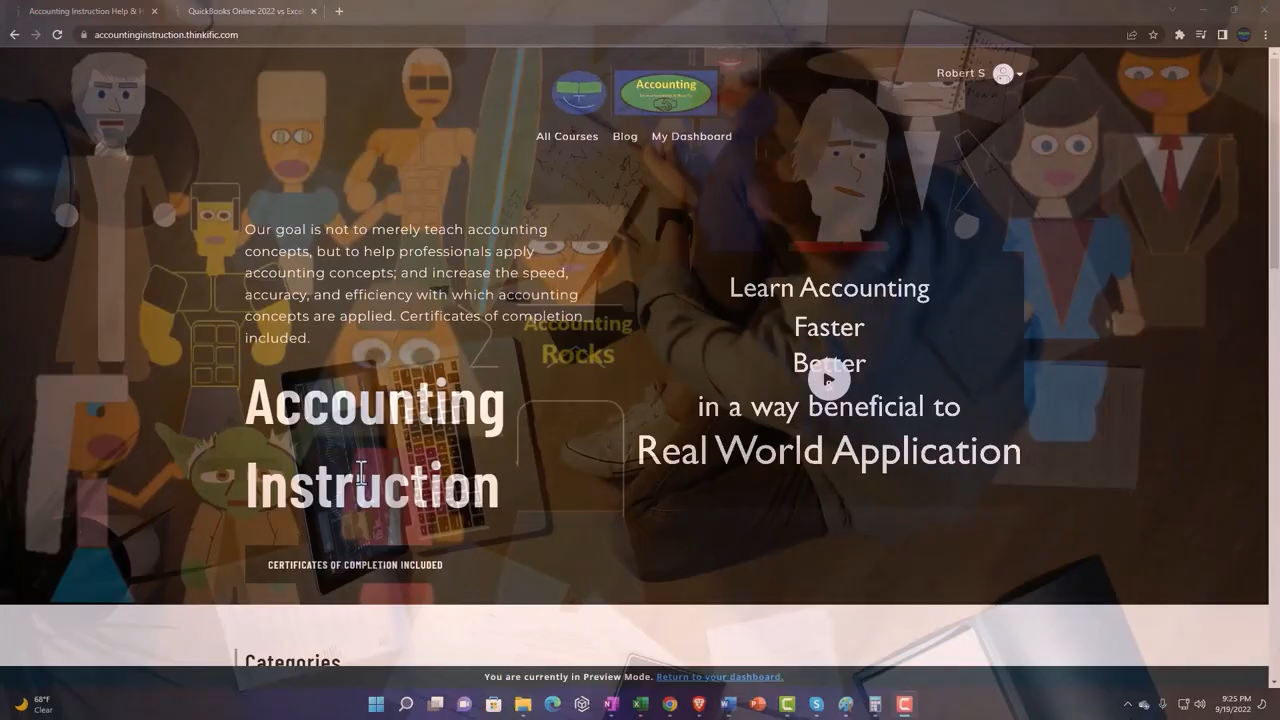 Accounting Instruction Help & H
QuickBooks Online 2022 vs Excel
accountinginstruction.thinkific.com
Robert S
Accounting
All Courses
Blog
My Dashboard
Our goal is not to merely teach accounting
concepts, but to help professionals apply
accounting concepts; and increase the speed,
accuracy, and efficiency with which accounting
concepts are applied. Certificates of completion
included.
Accounting
Rocks
Accounting
Instruction
CERTIFICATES OF COMPLETION INCLUDED
Learn Accounting
Faster
Better
&
in a way beneficial to
Real World Application
Categories
You are currently in Preview Mode. Return to your dashboard.
68°F
Clear
9:25 PM
9/19/2022